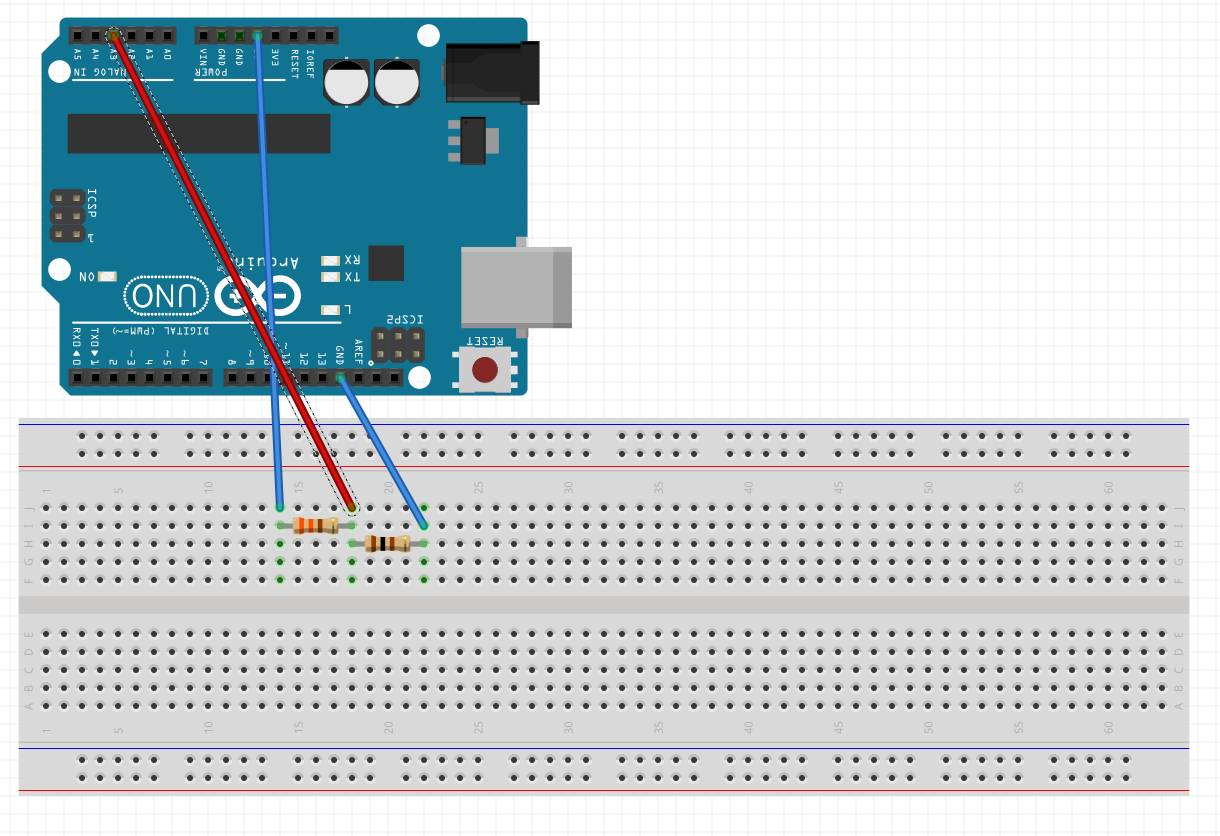 A5 A4 A3 A2 A1 A0 VIN GND GND 3V3 RESET IOREF
ANALOG IN POWER
ICSP
1
ON
UNO
Arduino
RX
TX
L
ICSP2
DIGITAL (PWM=~)
RX0◀0 TX0▶1 2 ~3 4 ~5 ~6 7 8 ~9 10 ~11 12 13 GND AREF
RESET
1 5 10 15 20 25 30 35 40 45 50 55 60
J J
I I
H H
G G
F F
E E
D D
C C
B B
A A
1 5 10 15 20 25 30 35 40 45 50 55 60